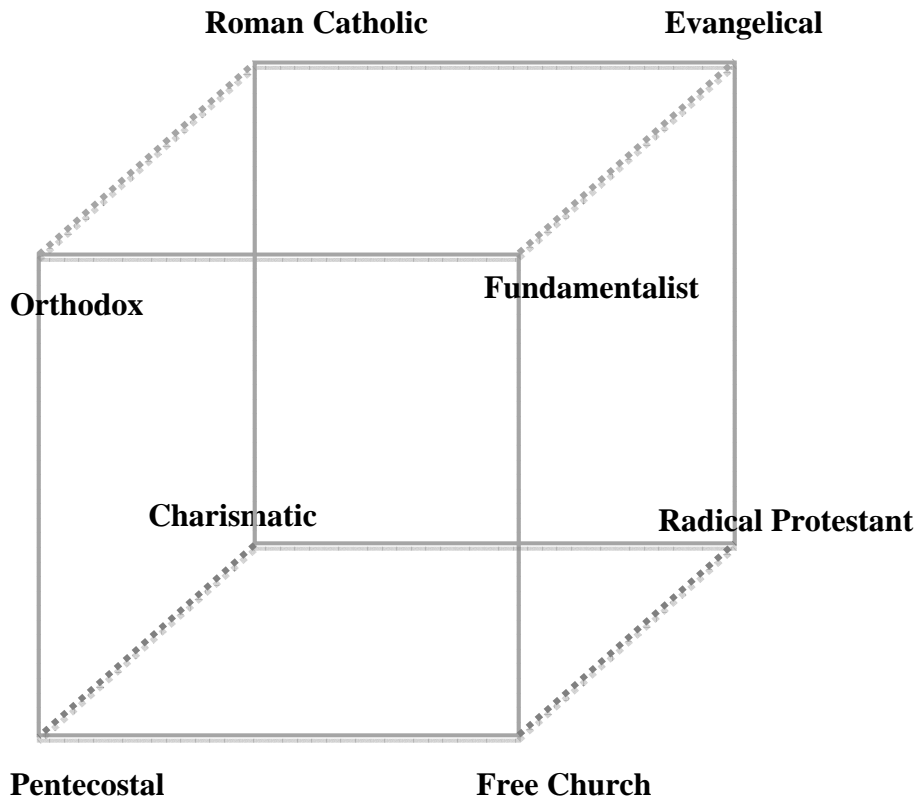 Roman Catholic
Evangelical
Orthodox
Fundamentalist
Charismatic
Radical Protestant
Pentecostal
Free Church